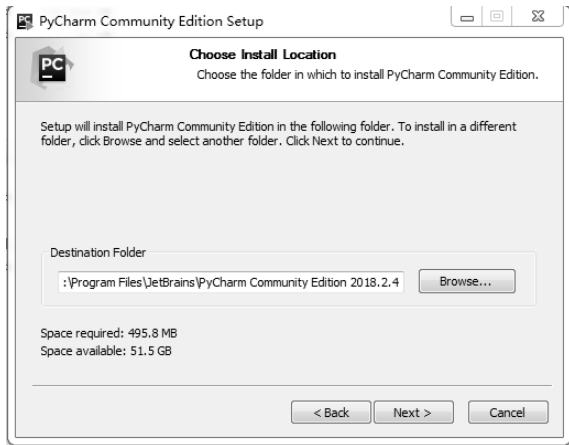 PyCharm Community Edition Setup
PC
Choose Install Location
Choose the folder in which to install PyCharm Community Edition.
Setup will install PyCharm Community Edition in the following folder. To install in a different
folder, click Browse and select another folder. Click Next to continue.
Destination Folder
:\Program Files\JetBrains\PyCharm Community Edition 2018.2.4
Browse...
Space required: 495.8 MB
Space available: 51.5 GB
< Back
Next >
Cancel